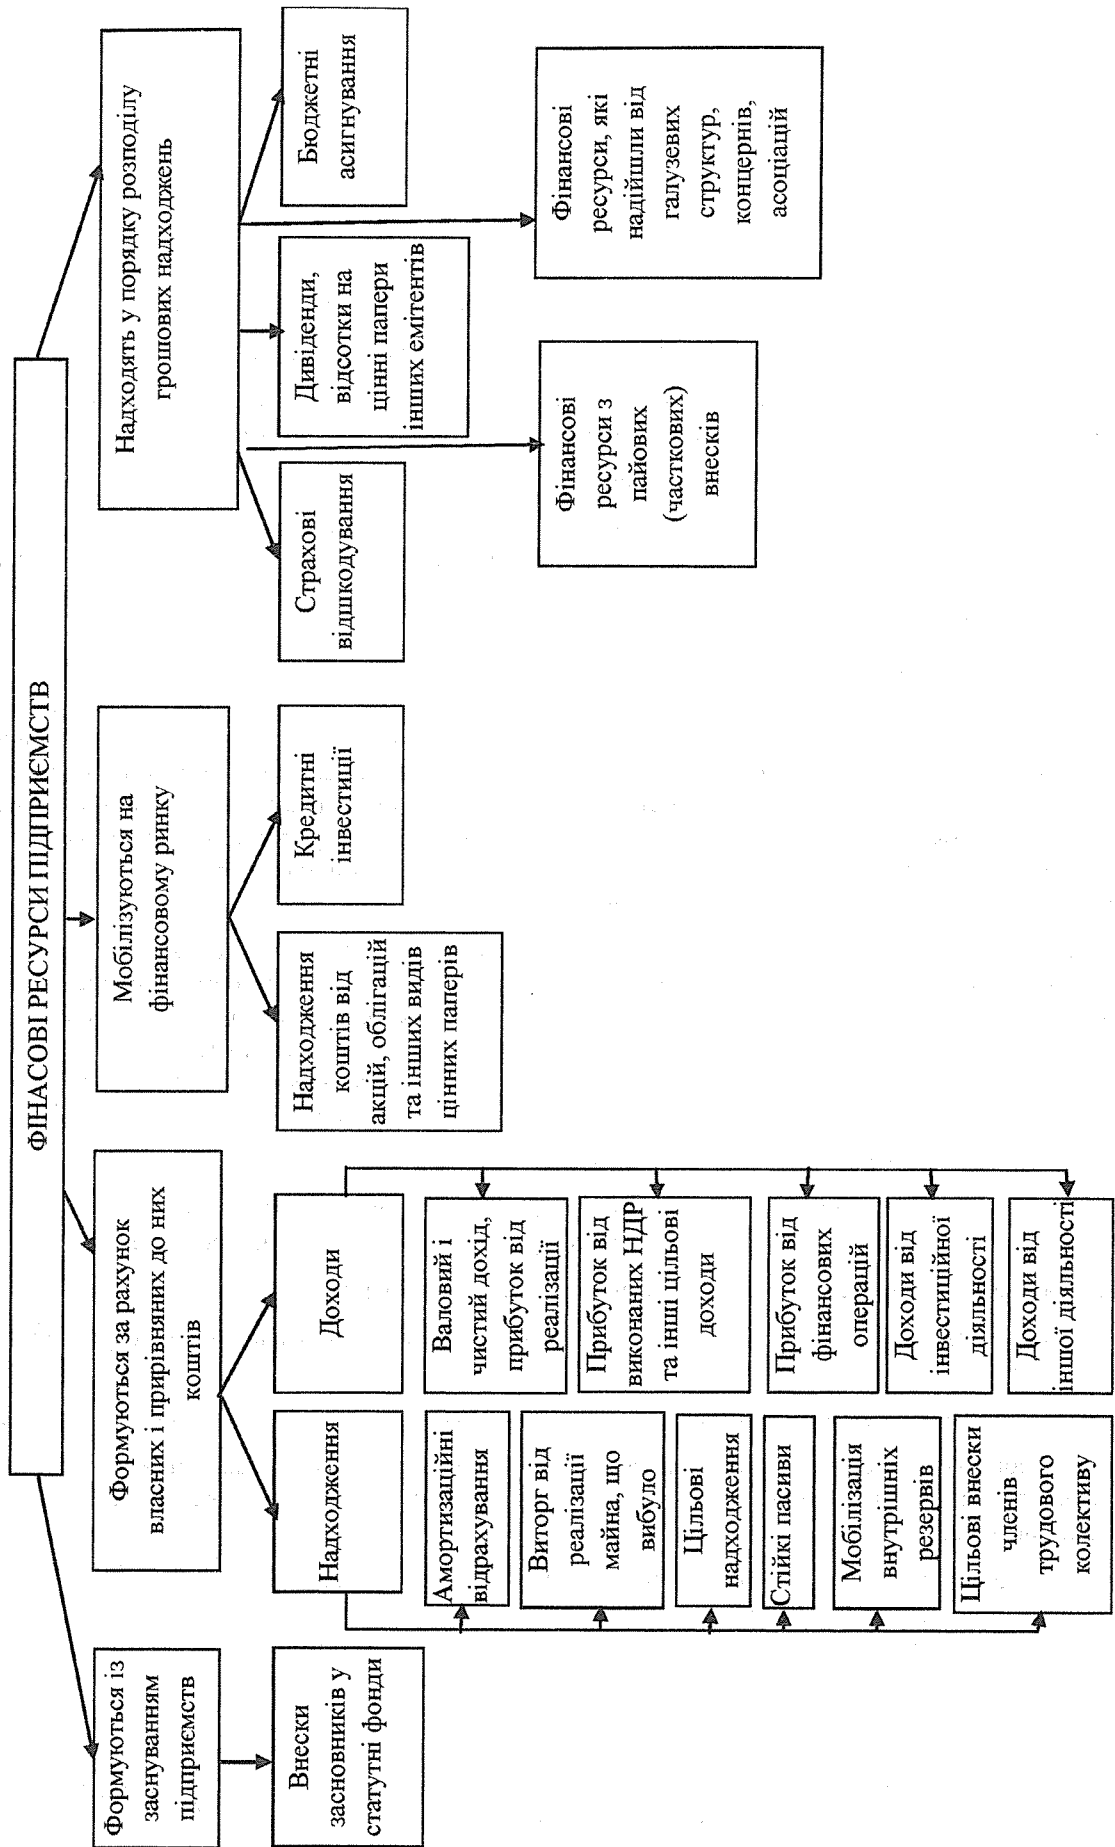 ФІНАСОВІ РЕСУРСИ ПІДПРИЄМСТВ
Формуються із
заснуванням
підприємств
Внески
засновників у
статутні фонди
Формуються за рахунок
власних і прирівняних до них
коштів
Надходження
Амортизаційні
відрахування
Виторг від
реалізації
майна, що
вибуло
Цільові
надходження
Стійкі пасиви
Мобілізація
внутрішніх
резервів
Цільові внески
членів
трудового
колективу
Доходи
Валовий і
чистий дохід,
прибуток від
реалізації
Прибуток від
виконаних НДР
та інші цільові
доходи
Прибуток від
фінансових
операцій
Доходи від
інвестиційної
діяльності
Доходи від
іншої діяльності
Мобілізуються на
фінансовому ринку
Надходження
коштів від
акцій, облігацій
та інших видів
цінних паперів
Кредитні
інвестиції
Надходять у порядку розподілу
грошових надходжень
Страхові
відшкодування
Дивіденди,
відсотки на
цінні папери
інших емітентів
Бюджетні
асигнування
Фінансові
ресурси з
пайових
(часткових)
внесків
Фінансові
ресурси, які
надійшли від
галузевих
структур,
концернів,
асоціацій